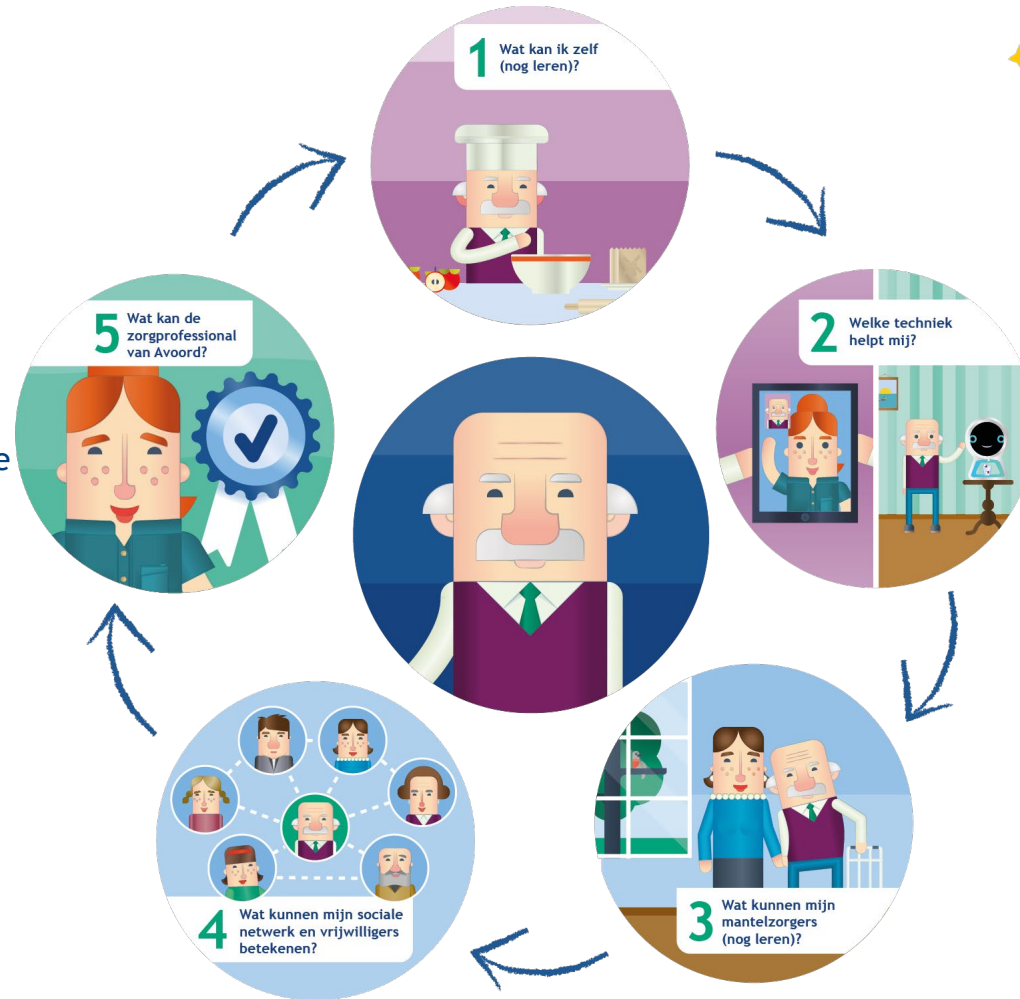 1 Wat kan ik zelf
(nog leren)?
2 Welke techniek
helpt mij?
3 Wat kunnen mijn
mantelzorgers
(nog leren)?
4 Wat kunnen mijn sociale
netwerk en vrijwilligers
betekenen?
5 Wat kan de
zorgprofessional
van Avoord?
e